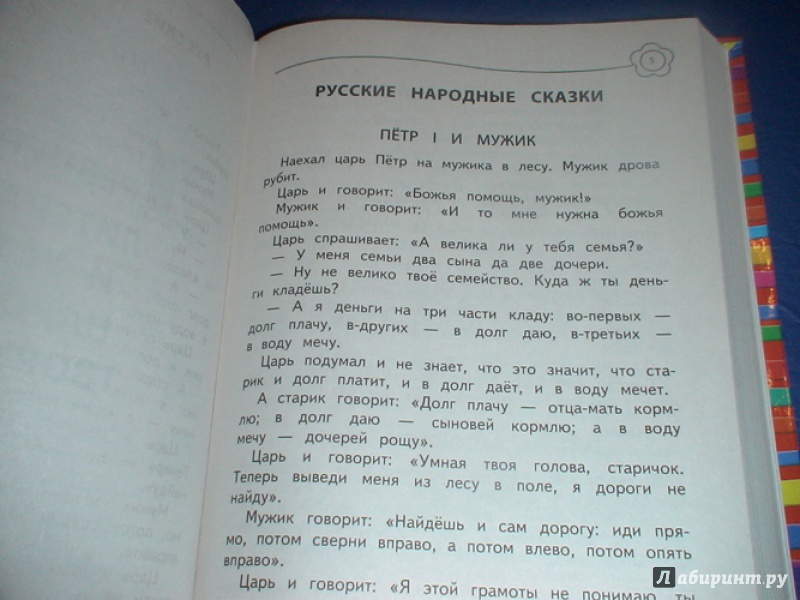 5
РУССКИЕ НАРОДНЫЕ СКАЗКИ
ПЁТР I И МУЖИК
Наехал царь Пётр на мужика в лесу. Мужик дрова
рубит.
Царь и говорит: «Божья помощь, мужик!»
Мужик и говорит: «И то мне нужна божья
помощь».
Царь спрашивает: «А велика ли у тебя семья?»
— У меня семьи два сына да две дочери.
— Ну не велико твоё семейство. Куда ж ты день-
ги кладёшь?
— А я деньги на три части кладу: во-первых —
долг плачу, в-других — в долг даю, в-третьих —
в воду мечу.
Царь подумал и не знает, что это значит, что ста-
рик и долг платит, и в долг даёт, и в воду мечет.
А старик говорит: «Долг плачу — отца-мать корм-
лю; в долг даю — сыновей кормлю; а в воду
мечу — дочерей рощу».
Царь и говорит: «Умная твоя голова, старичок.
Теперь выведи меня из лесу в поле, я дороги не
найду».
Мужик говорит: «Найдёшь и сам дорогу: иди пря-
мо, потом сверни вправо, а потом влево, потом опять
вправо».
Царь и говорит: «Я этой грамоты не понимаю, ты
Лабиринт.ру